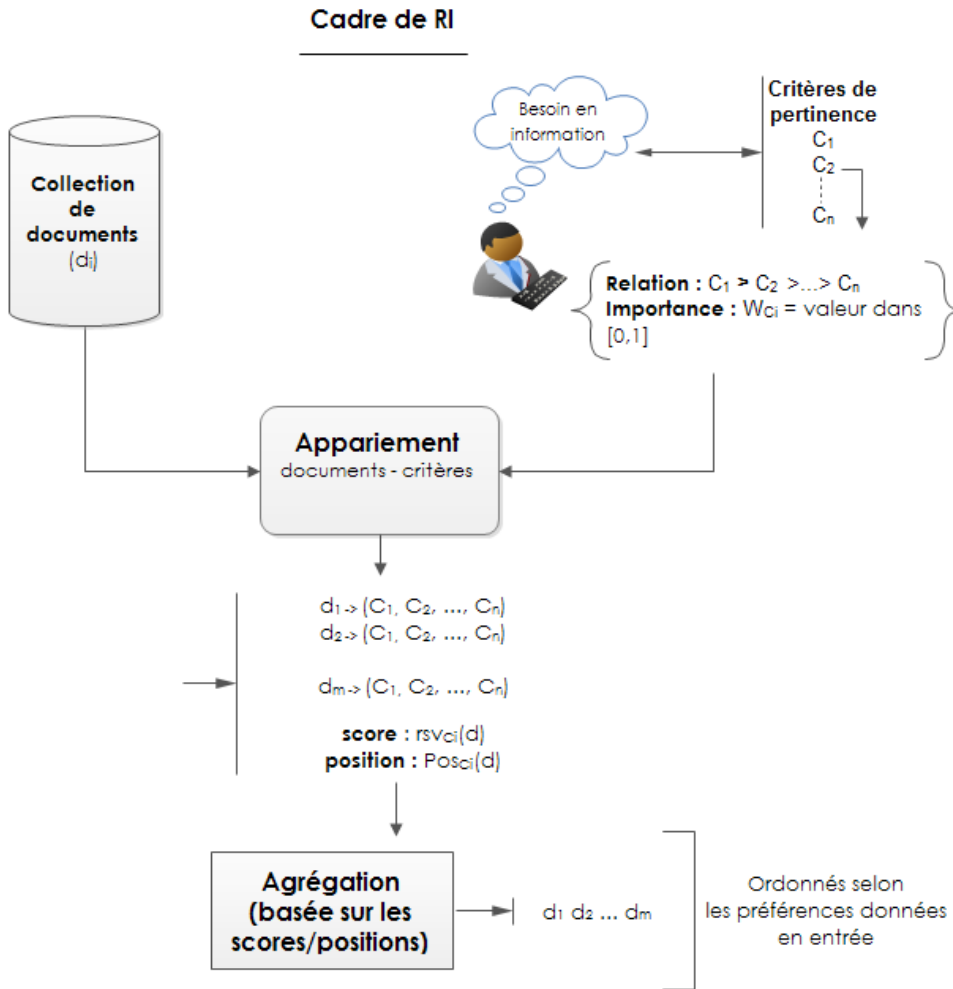 Cadre de RI
Besoin en
information
Critères de
pertinence
C1
C2
Cn
Collection
de
documents
(di)
Relation : C1 > C2 >...> Cn
Importance : WCi = valeur dans
[0,1]
Appariement
documents - critères
d1 -> (C1, C2, ..., Cn)
d2 -> (C1, C2, ..., Cn)
dm -> (C1, C2, ..., Cn)
score : rsvci(d)
position : Posci(d)
Agrégation
(basée sur les
scores/positions)
d1 d2 ... dm
Ordonnés selon
les préférences données
en entrée